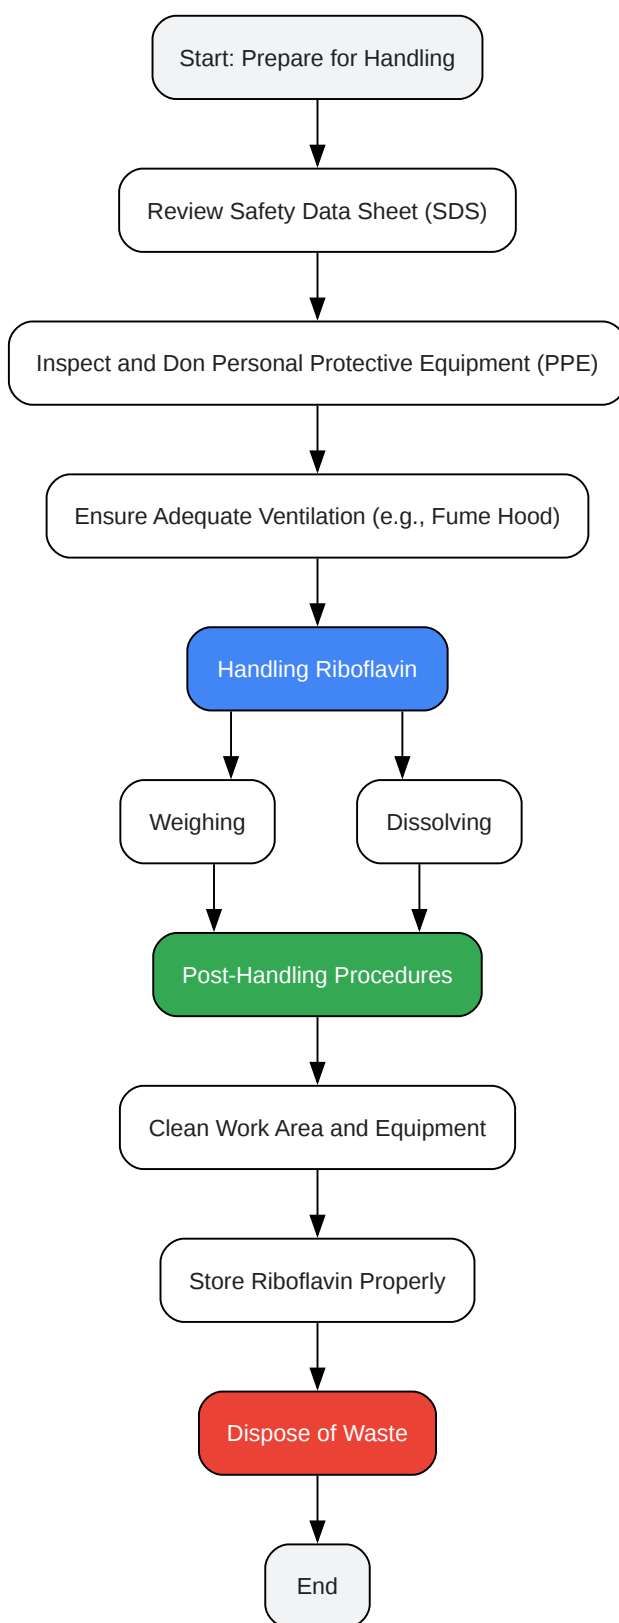 Start: Prepare for Handling
Review Safety Data Sheet (SDS)
Inspect and Don Personal Protective Equipment (PPE)
Ensure Adequate Ventilation (e.g., Fume Hood)
Handling Riboflavin
Weighing
Dissolving
Post-Handling Procedures
Clean Work Area and Equipment
Store Riboflavin Properly
Dispose of Waste
End